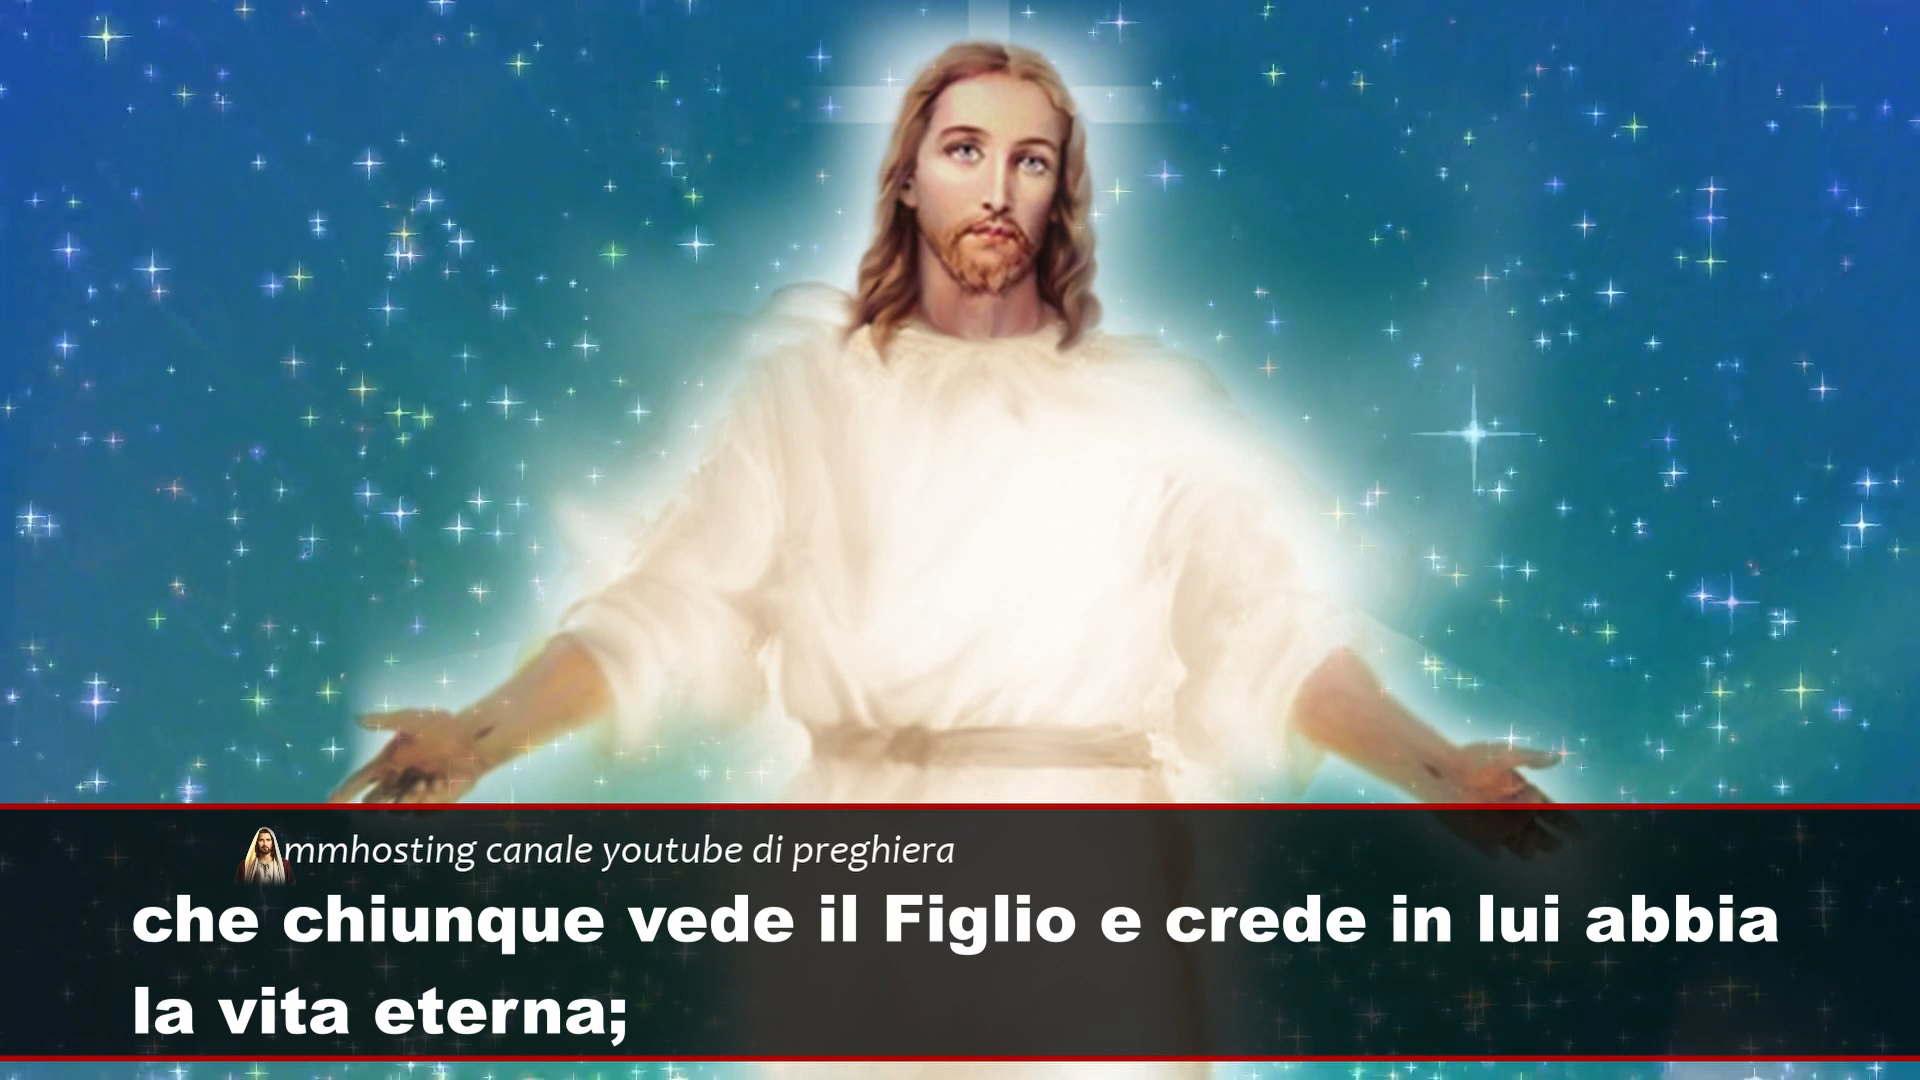 mmhosting canale youtube di preghiera
che chiunque vede il Figlio e crede in lui abbia
la vita eterna;